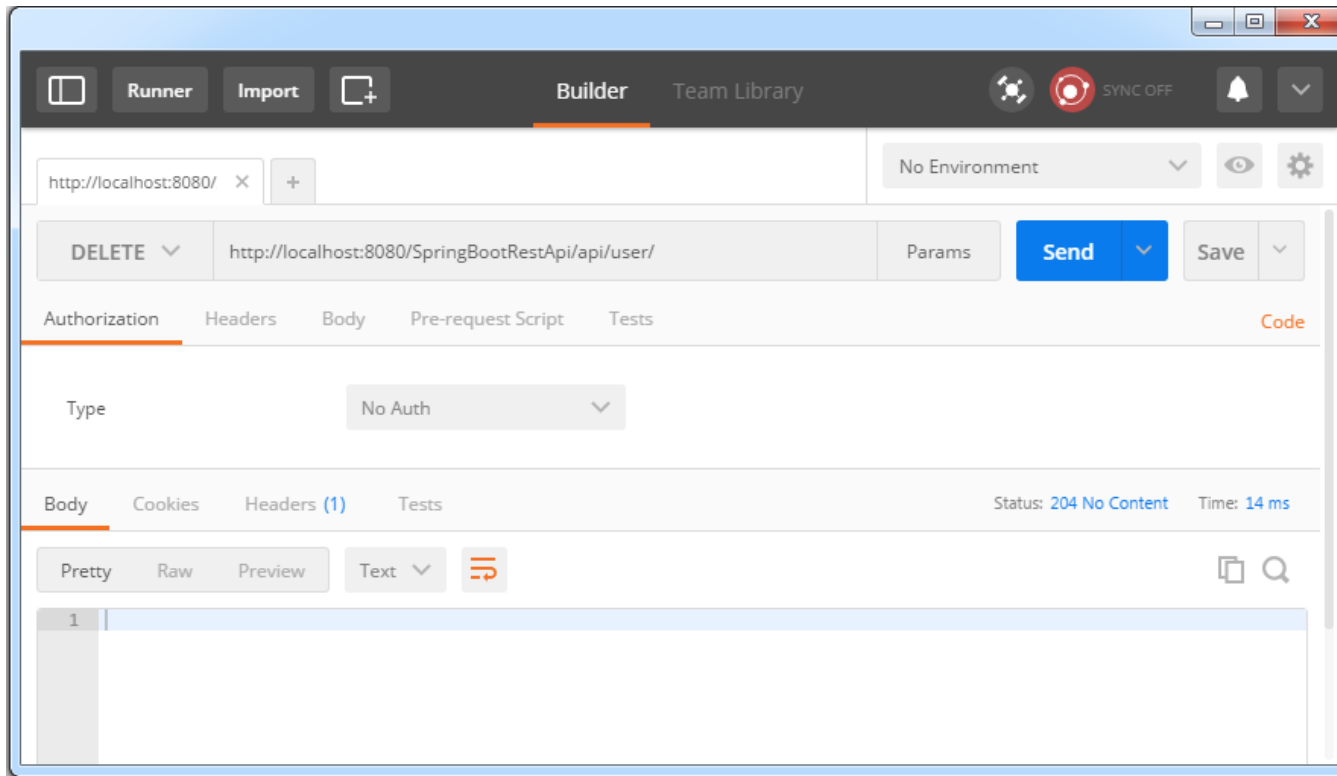 Runner Import Builder Team Library SYNC OFF
http://localhost:8080/ No Environment
DELETE http://localhost:8080/SpringBootRestApi/api/user/ Params Send Save
Authorization Headers Body Pre-request Script Tests Code
Type No Auth
Body Cookies Headers (1) Tests Status: 204 No Content Time: 14 ms
Pretty Raw Preview Text
1